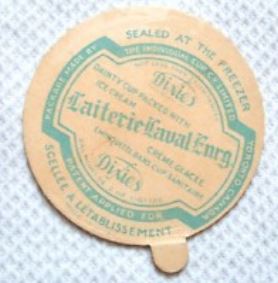 SEALED AT THE FREEZER
PACKAGE MADE BY
THE INDIVIDUAL CUP Co LIMITED
TORONTO, CANADA
Dixies
DAINTY CUP PACKED WITH
ICE CREAM
Laiterie Laval Enrg.
CREME GLACEE
EMPAQUETÉE DANS CUP SANITAIRE
Dixies
PATENT APPLIED FOR
SCELLEE A L'ETABLISSEMENT